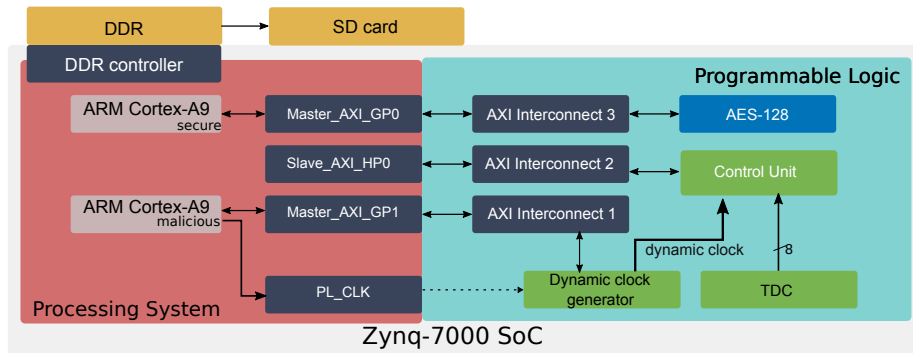 DDR
SD card
DDR controller
Programmable Logic
ARM Cortex-A9
secure
Master_AXI_GP0
AXI Interconnect 3
AES-128
Slave_AXI_HP0
AXI Interconnect 2
Control Unit
ARM Cortex-A9
malicious
Master_AXI_GP1
AXI Interconnect 1
dynamic clock
8
PL_CLK
Dynamic clock
generator
TDC
Processing System
Zynq-7000 SoC